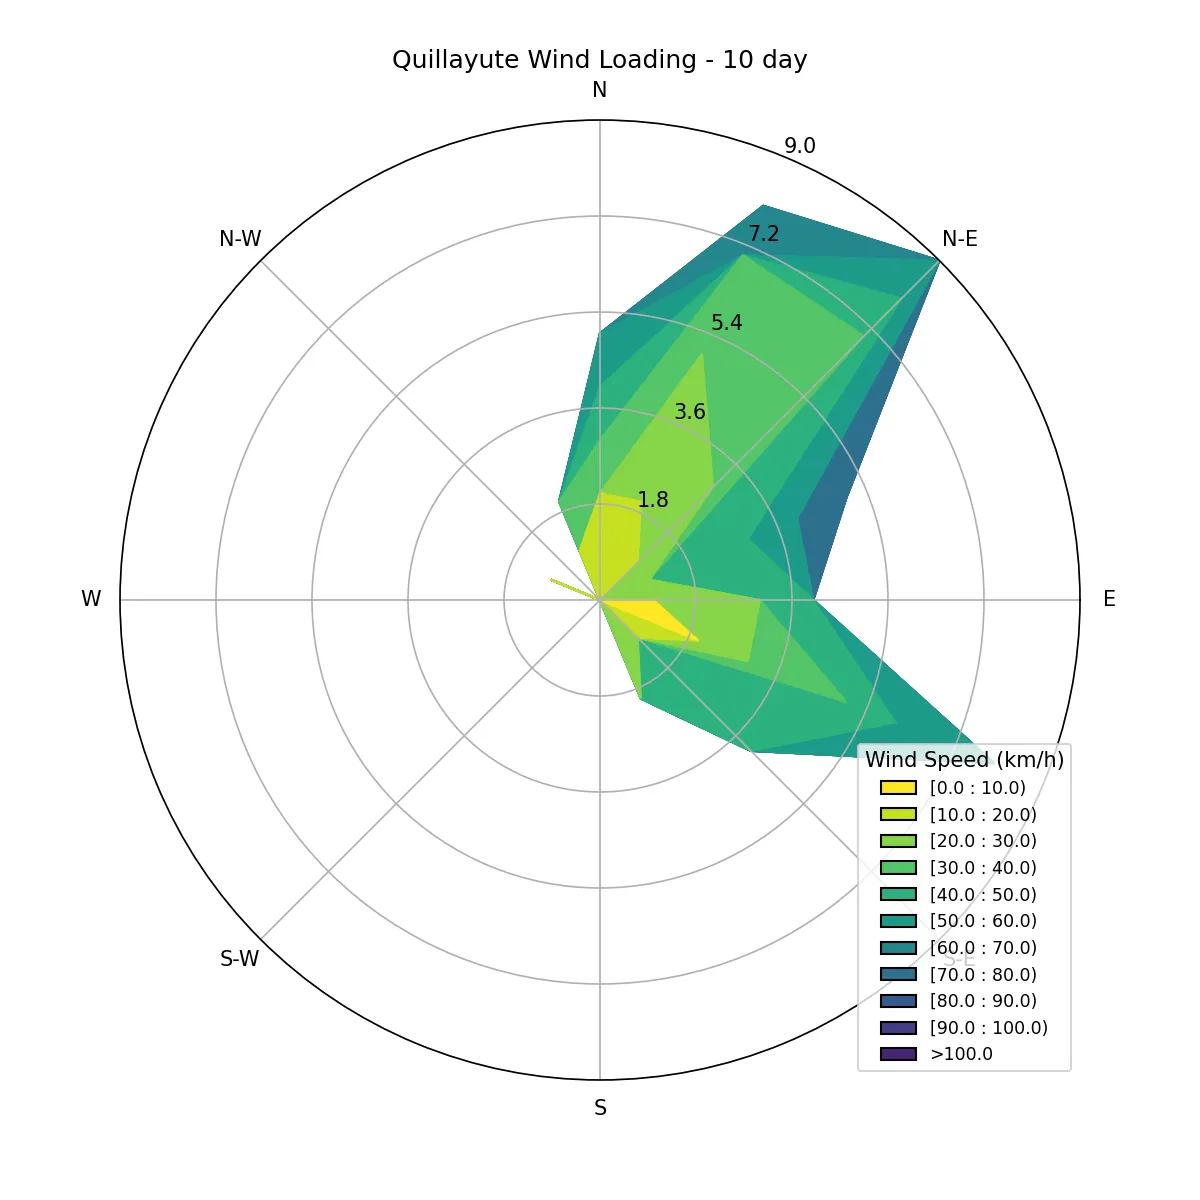 Quillayute Wind Loading - 10 day
N
9.0
N-W
7.2
N-E
5.4
3.6
1.8
W
E
Wind Speed (km/h)
[0.0 : 10.0)
[10.0 : 20.0)
[20.0 : 30.0)
[30.0 : 40.0)
[40.0 : 50.0)
[50.0 : 60.0)
[60.0 : 70.0)
[70.0 : 80.0)
[80.0 : 90.0)
[90.0 : 100.0)
>100.0
S-W
S-E
S